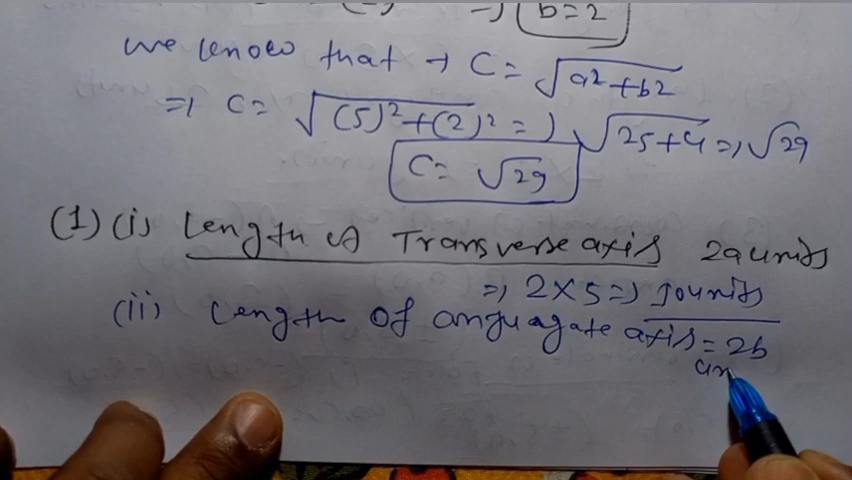 =) b=2
we know that → C = √a²+b²
=) C= √(5)²+(2)² =) √25+4 =) √29
C= √29
(1) (i) Length of Transverse axis 2a units
=) 2×5 =) 10 units
(ii) Length of conjugate axis = 2b
un